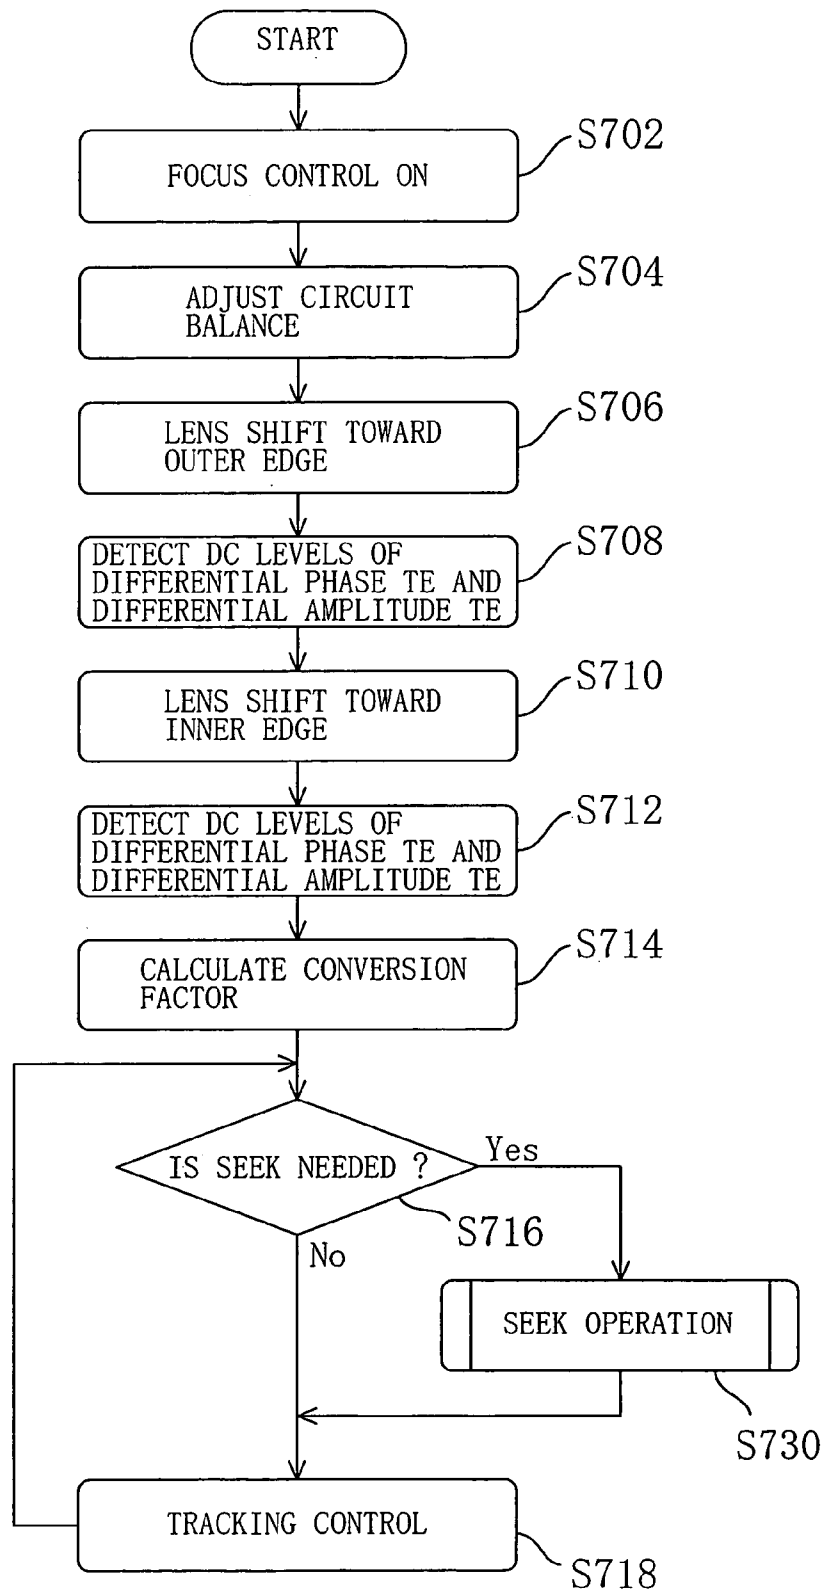 START
S702
FOCUS CONTROL ON
S704
ADJUST CIRCUIT
BALANCE
S706
LENS SHIFT TOWARD
OUTER EDGE
S708
DETECT DC LEVELS OF
DIFFERENTIAL PHASE TE AND
DIFFERENTIAL AMPLITUDE TE
S710
LENS SHIFT TOWARD
INNER EDGE
S712
DETECT DC LEVELS OF
DIFFERENTIAL PHASE TE AND
DIFFERENTIAL AMPLITUDE TE
S714
CALCULATE CONVERSION
FACTOR
Yes
IS SEEK NEEDED ?
S716
No
SEEK OPERATION
S730
TRACKING CONTROL
S718